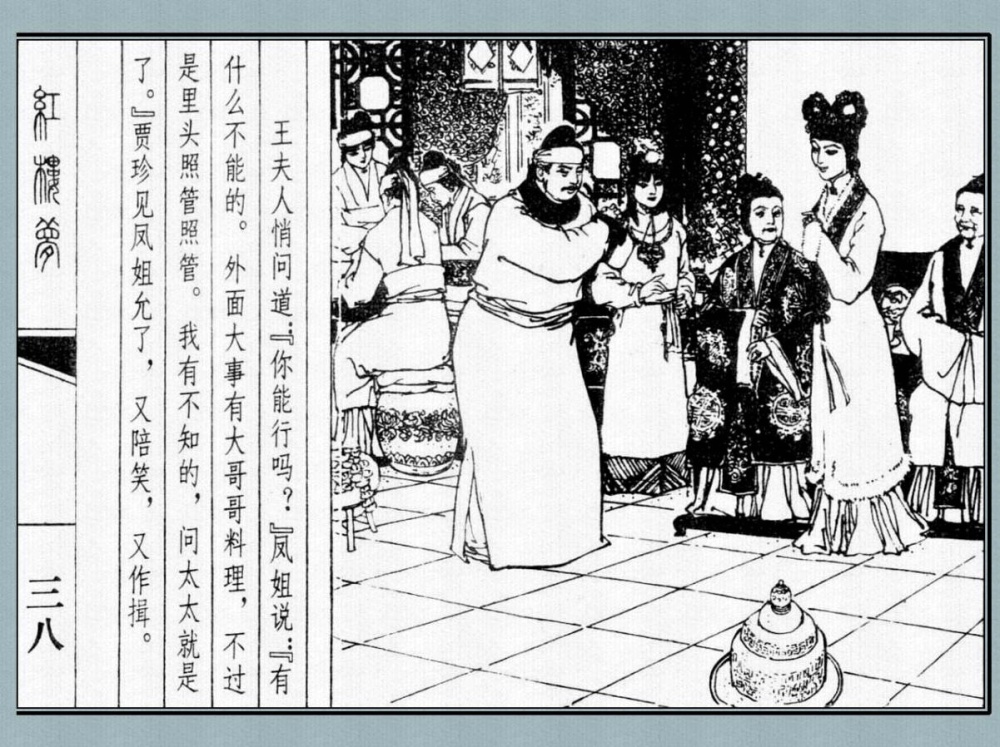 王夫人悄问道：『你能行吗？』凤姐说：『有
什么不能的。外面大事有大哥哥料理，不过
是里头照管照管。我有不知的，问太太就是
了。』贾珍见凤姐允了，又陪笑，又作揖。
紅樓夢
三八